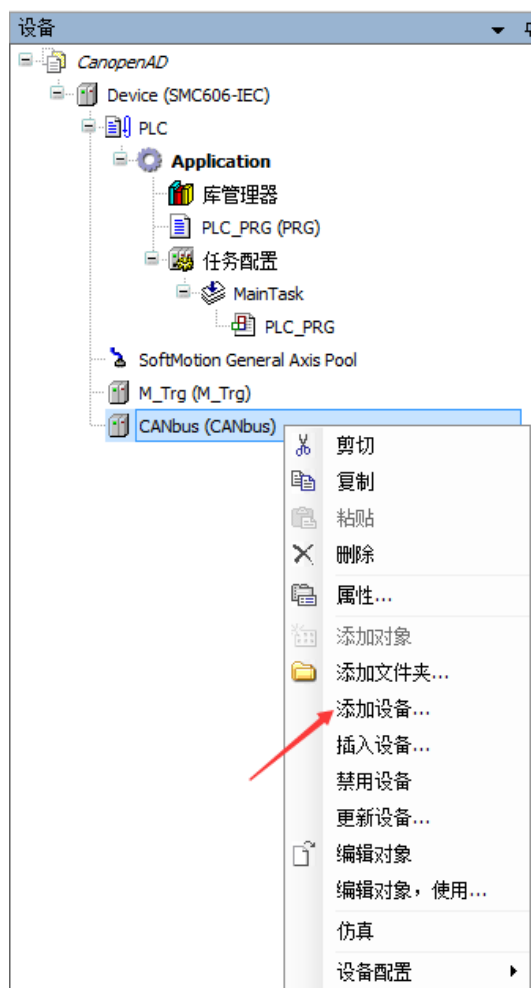 设备
CanopenAD
Device (SMC606-IEC)
PLC
Application
库管理器
PLC_PRG (PRG)
任务配置
MainTask
PLC_PRG
SoftMotion General Axis Pool
M_Trg (M_Trg)
CANbus (CANbus)
剪切
复制
粘贴
删除
属性...
添加对象
添加文件夹...
添加设备...
插入设备...
禁用设备
更新设备...
编辑对象
编辑对象，使用...
仿真
设备配置